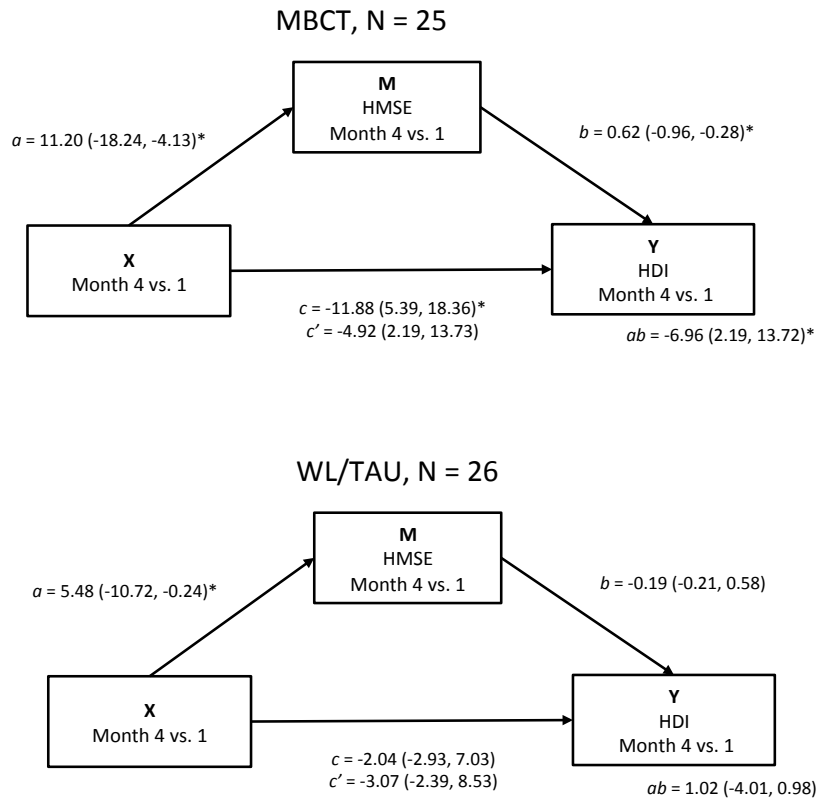 MBCT, N = 25
M
HMSE
Month 4 vs. 1
a = 11.20 (-18.24, -4.13)*
b = 0.62 (-0.96, -0.28)*
X
Month 4 vs. 1
Y
HDI
Month 4 vs. 1
c = -11.88 (5.39, 18.36)*
c’ = -4.92 (2.19, 13.73)
ab = -6.96 (2.19, 13.72)*
WL/TAU, N = 26
M
HMSE
Month 4 vs. 1
a = 5.48 (-10.72, -0.24)*
b = -0.19 (-0.21, 0.58)
X
Month 4 vs. 1
Y
HDI
Month 4 vs. 1
c = -2.04 (-2.93, 7.03)
c’ = -3.07 (-2.39, 8.53)
ab = 1.02 (-4.01, 0.98)